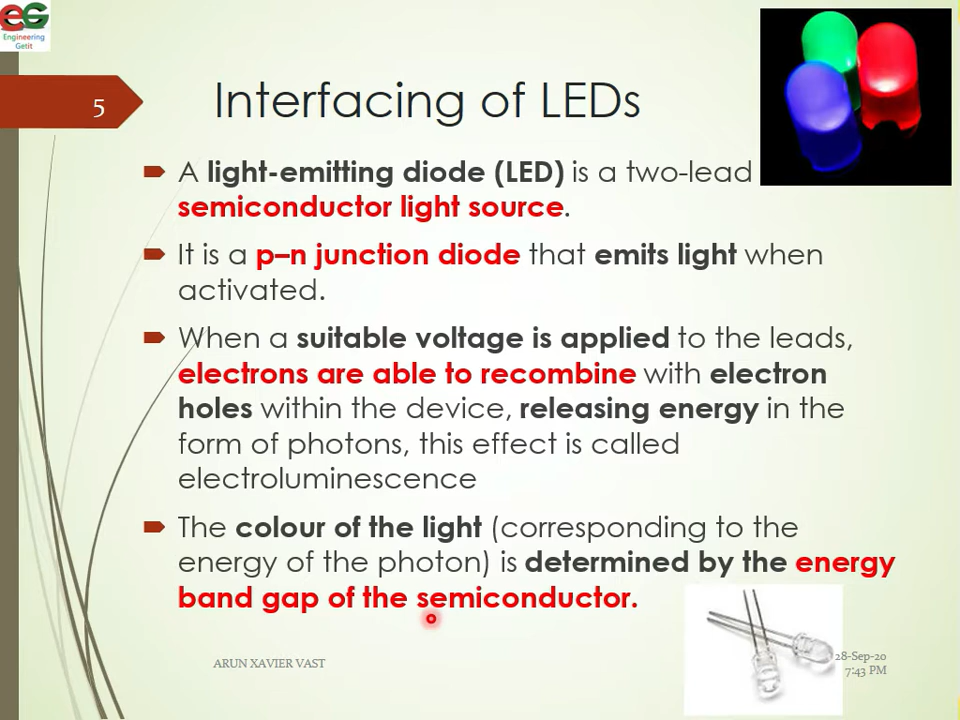 EG
Engineering
Getit
5
Interfacing of LEDs
A light-emitting diode (LED) is a two-lead
semiconductor light source.
It is a p–n junction diode that emits light when
activated.
When a suitable voltage is applied to the leads,
electrons are able to recombine with electron
holes within the device, releasing energy in the
form of photons, this effect is called
electroluminescence
The colour of the light (corresponding to the
energy of the photon) is determined by the energy
band gap of the semiconductor.
ARUN XAVIER VAST
28-Sep-20
7:43 PM